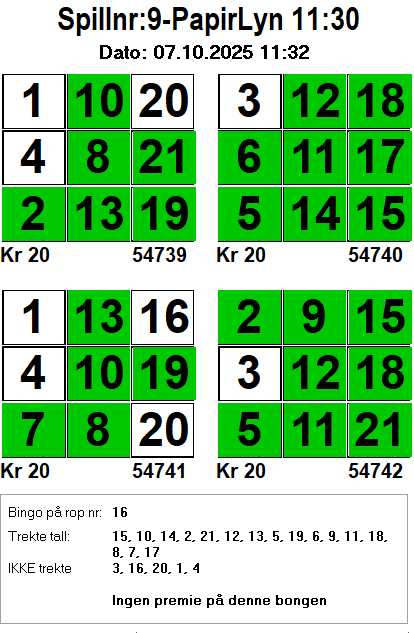 Spillnr:9-PapirLyn 11:30
Dato: 07.10.2025 11:32
1 10 20 3 12 18
4 8 21 6 11 17
2 13 19 5 14 15
Kr 20 54739 Kr 20 54740
1 13 16 2 9 15
4 10 19 3 12 18
7 8 20 5 11 21
Kr 20 54741 Kr 20 54742
Bingo på rop nr: 16
Trekte tall: 15, 10, 14, 2, 21, 12, 13, 5, 19, 6, 9, 11, 18,
8, 7, 17
IKKE trekte 3, 16, 20, 1, 4
Ingen premie på denne bongen